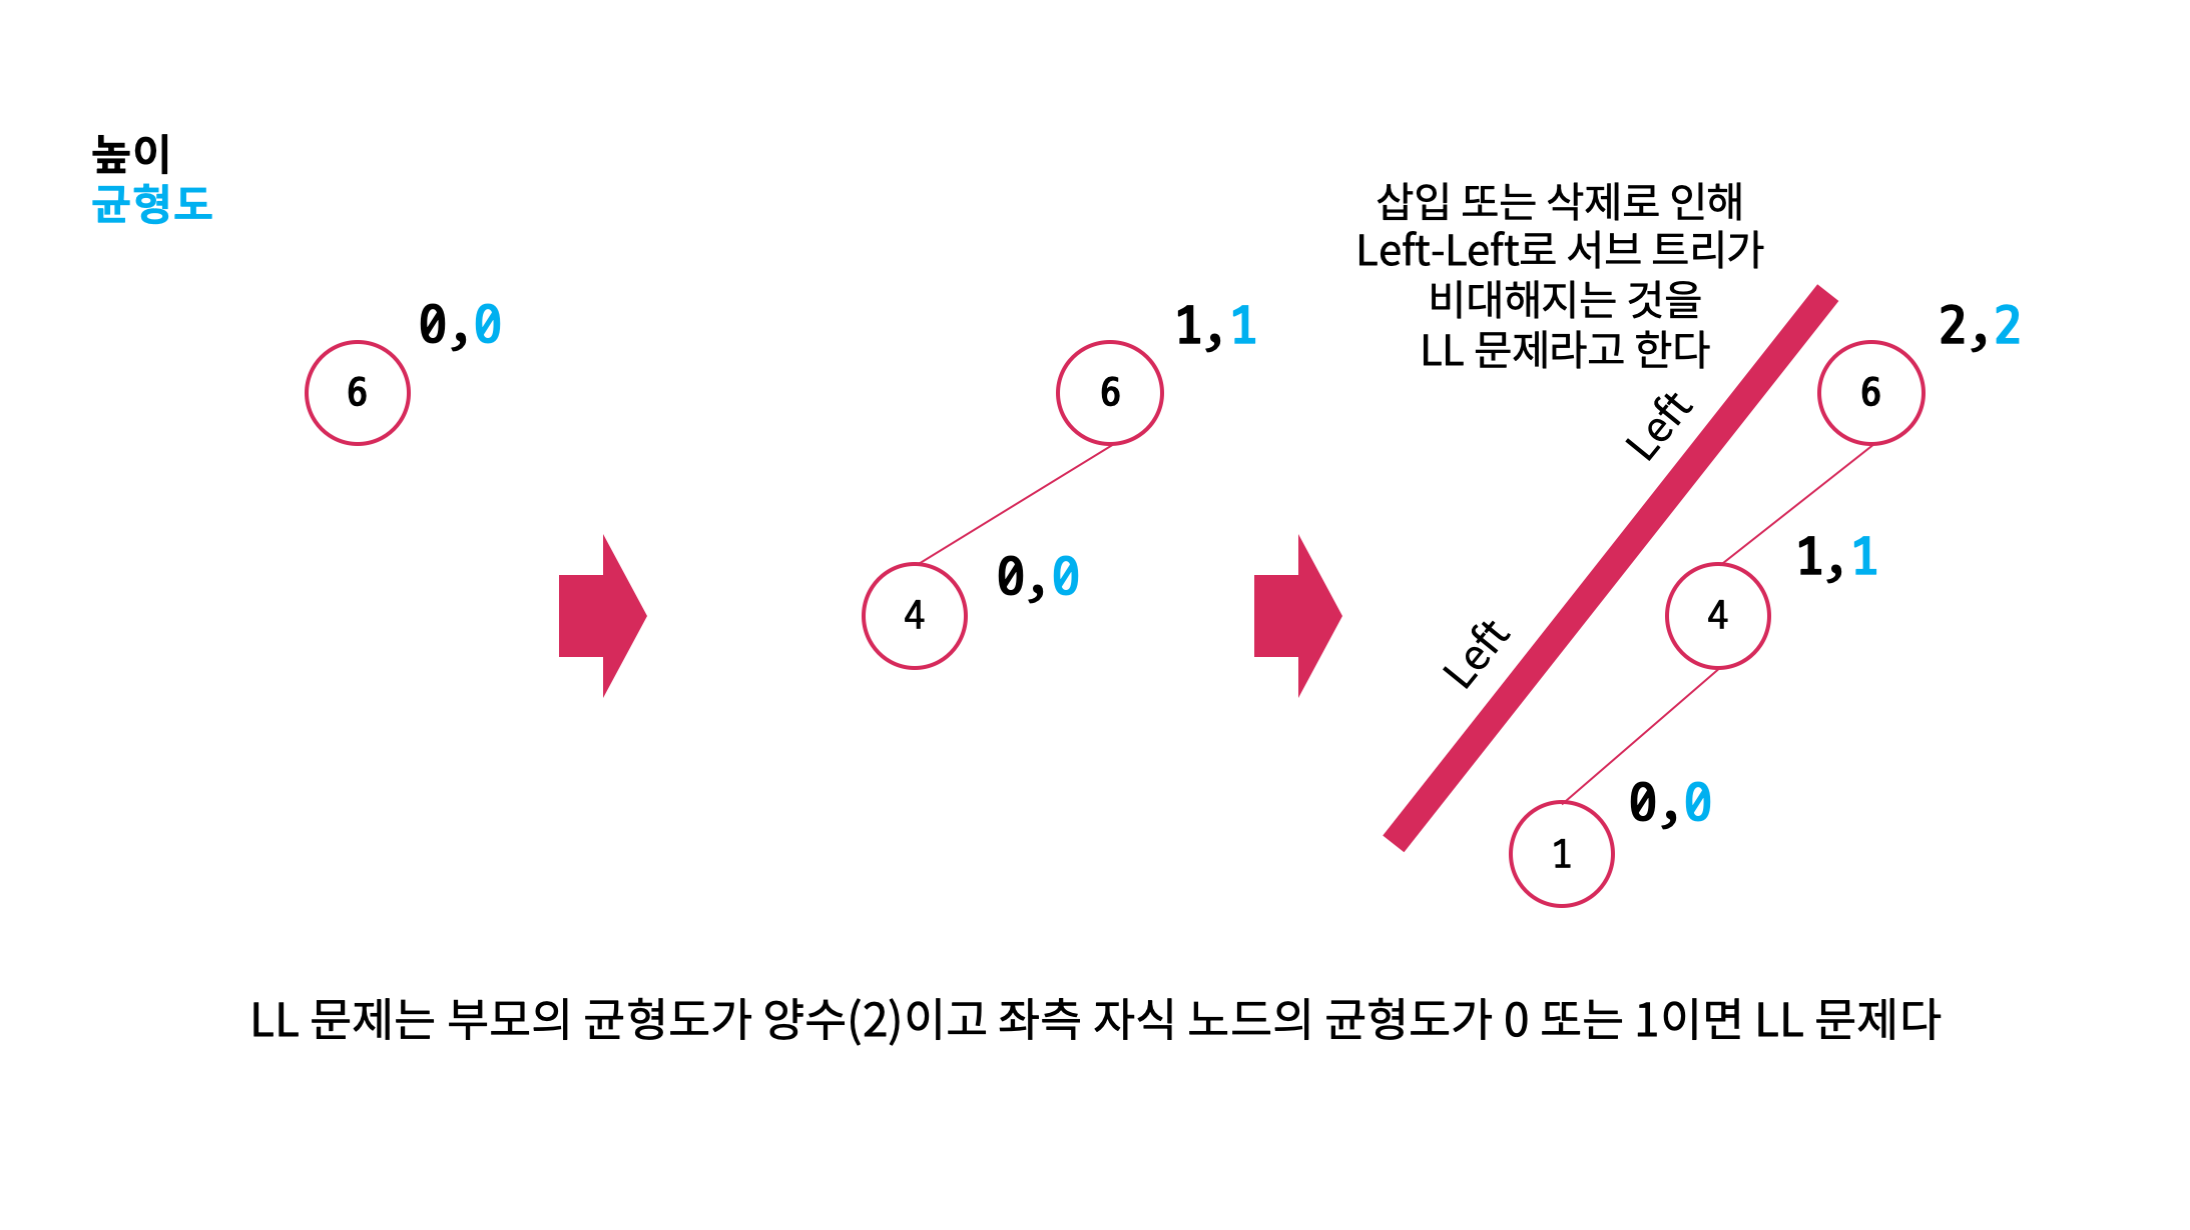 높이
균형도
0,0
6
1,1
6
0,0
4
삽입 또는 삭제로 인해
Left-Left로 서브 트리가
비대해지는 것을
LL 문제라고 한다
Left
Left
2,2
6
1,1
4
0,0
1
LL 문제는 부모의 균형도가 양수(2)이고 좌측 자식 노드의 균형도가 0 또는 1이면 LL 문제다